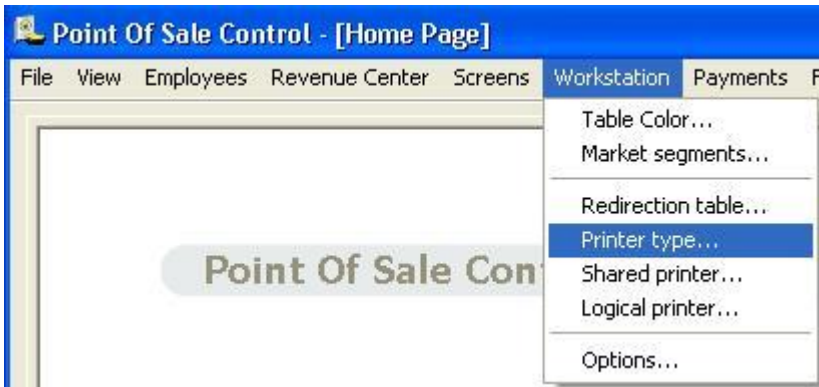 Point Of Sale Control - [Home Page]
File View Employees Revenue Center Screens Workstation Payments
Table Color...
Market segments...
Redirection table...
Printer type...
Shared printer...
Logical printer...
Options...
Point Of Sale Con